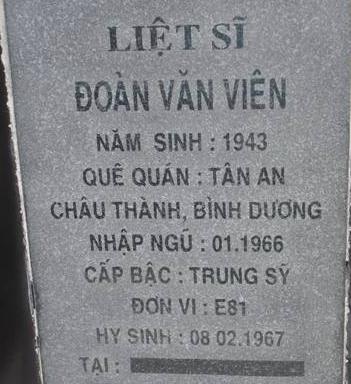 LIỆT SĨ
ĐOÀN VĂN VIÊN
NĂM SINH : 1943
QUÊ QUÁN : TÂN AN
CHÂU THÀNH, BÌNH DƯƠNG
NHẬP NGŨ : 01.1966
CẤP BẬC : TRUNG SỸ
ĐƠN VỊ : E81
HY SINH : 08 02.1967
TẠI :